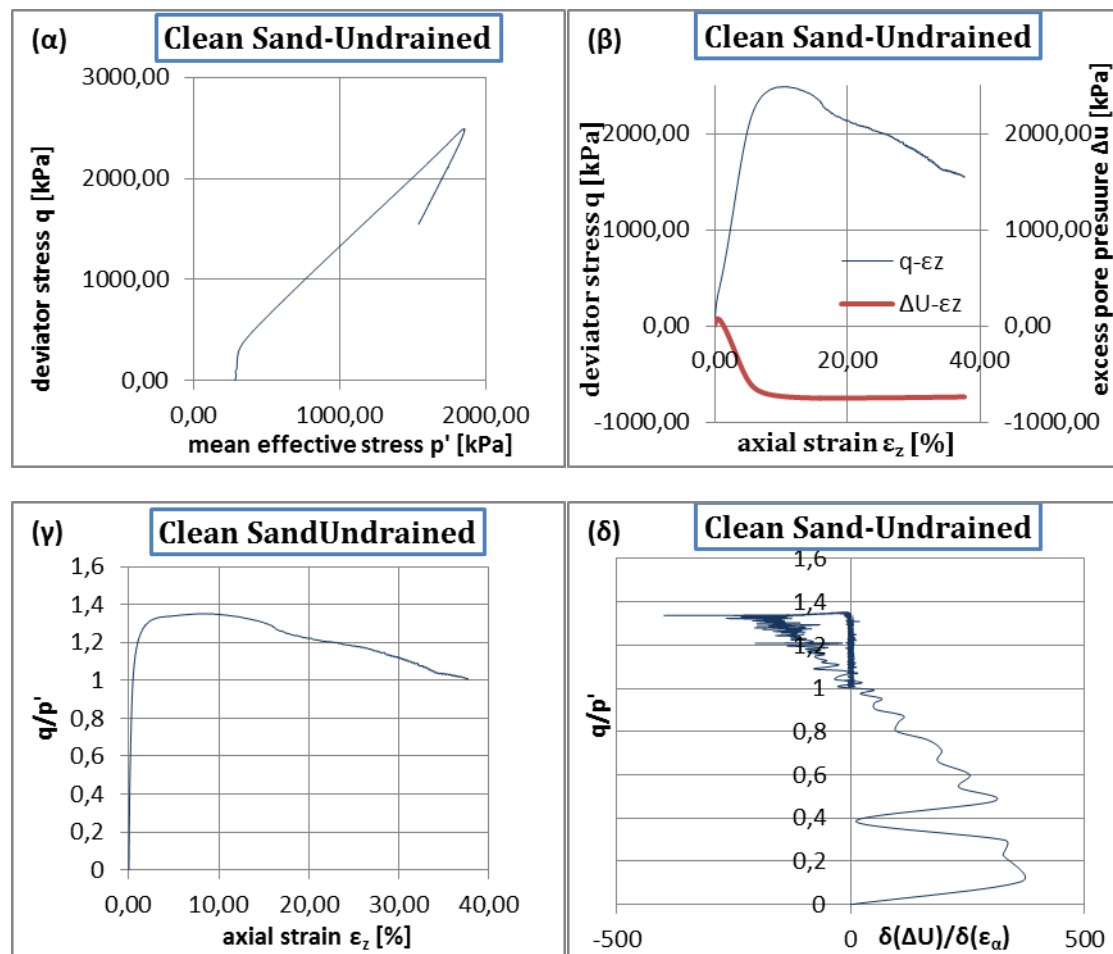 (α)
Clean Sand-Undrained
3000,00
2000,00
1000,00
0,00
0,00
1000,00
2000,00
deviator stress q [kPa]
mean effective stress p' [kPa]
(β)
Clean Sand-Undrained
2000,00
1000,00
0,00
-1000,00
2000,00
1000,00
0,00
-1000,00
0,00
20,00
40,00
q-εz
ΔU-εz
deviator stress q [kPa]
excess pore presuure Δu [kPa]
axial strain εz [%]
(γ)
Clean SandUndrained
1,6
1,4
1,2
1
0,8
0,6
0,4
0,2
0
0,00
10,00
20,00
30,00
40,00
q/p'
axial strain εz [%]
(δ)
Clean Sand-Undrained
1,6
1,4
1,2
1
0,8
0,6
0,4
0,2
0
-500
0
500
q/p'
δ(ΔU)/δ(εα)